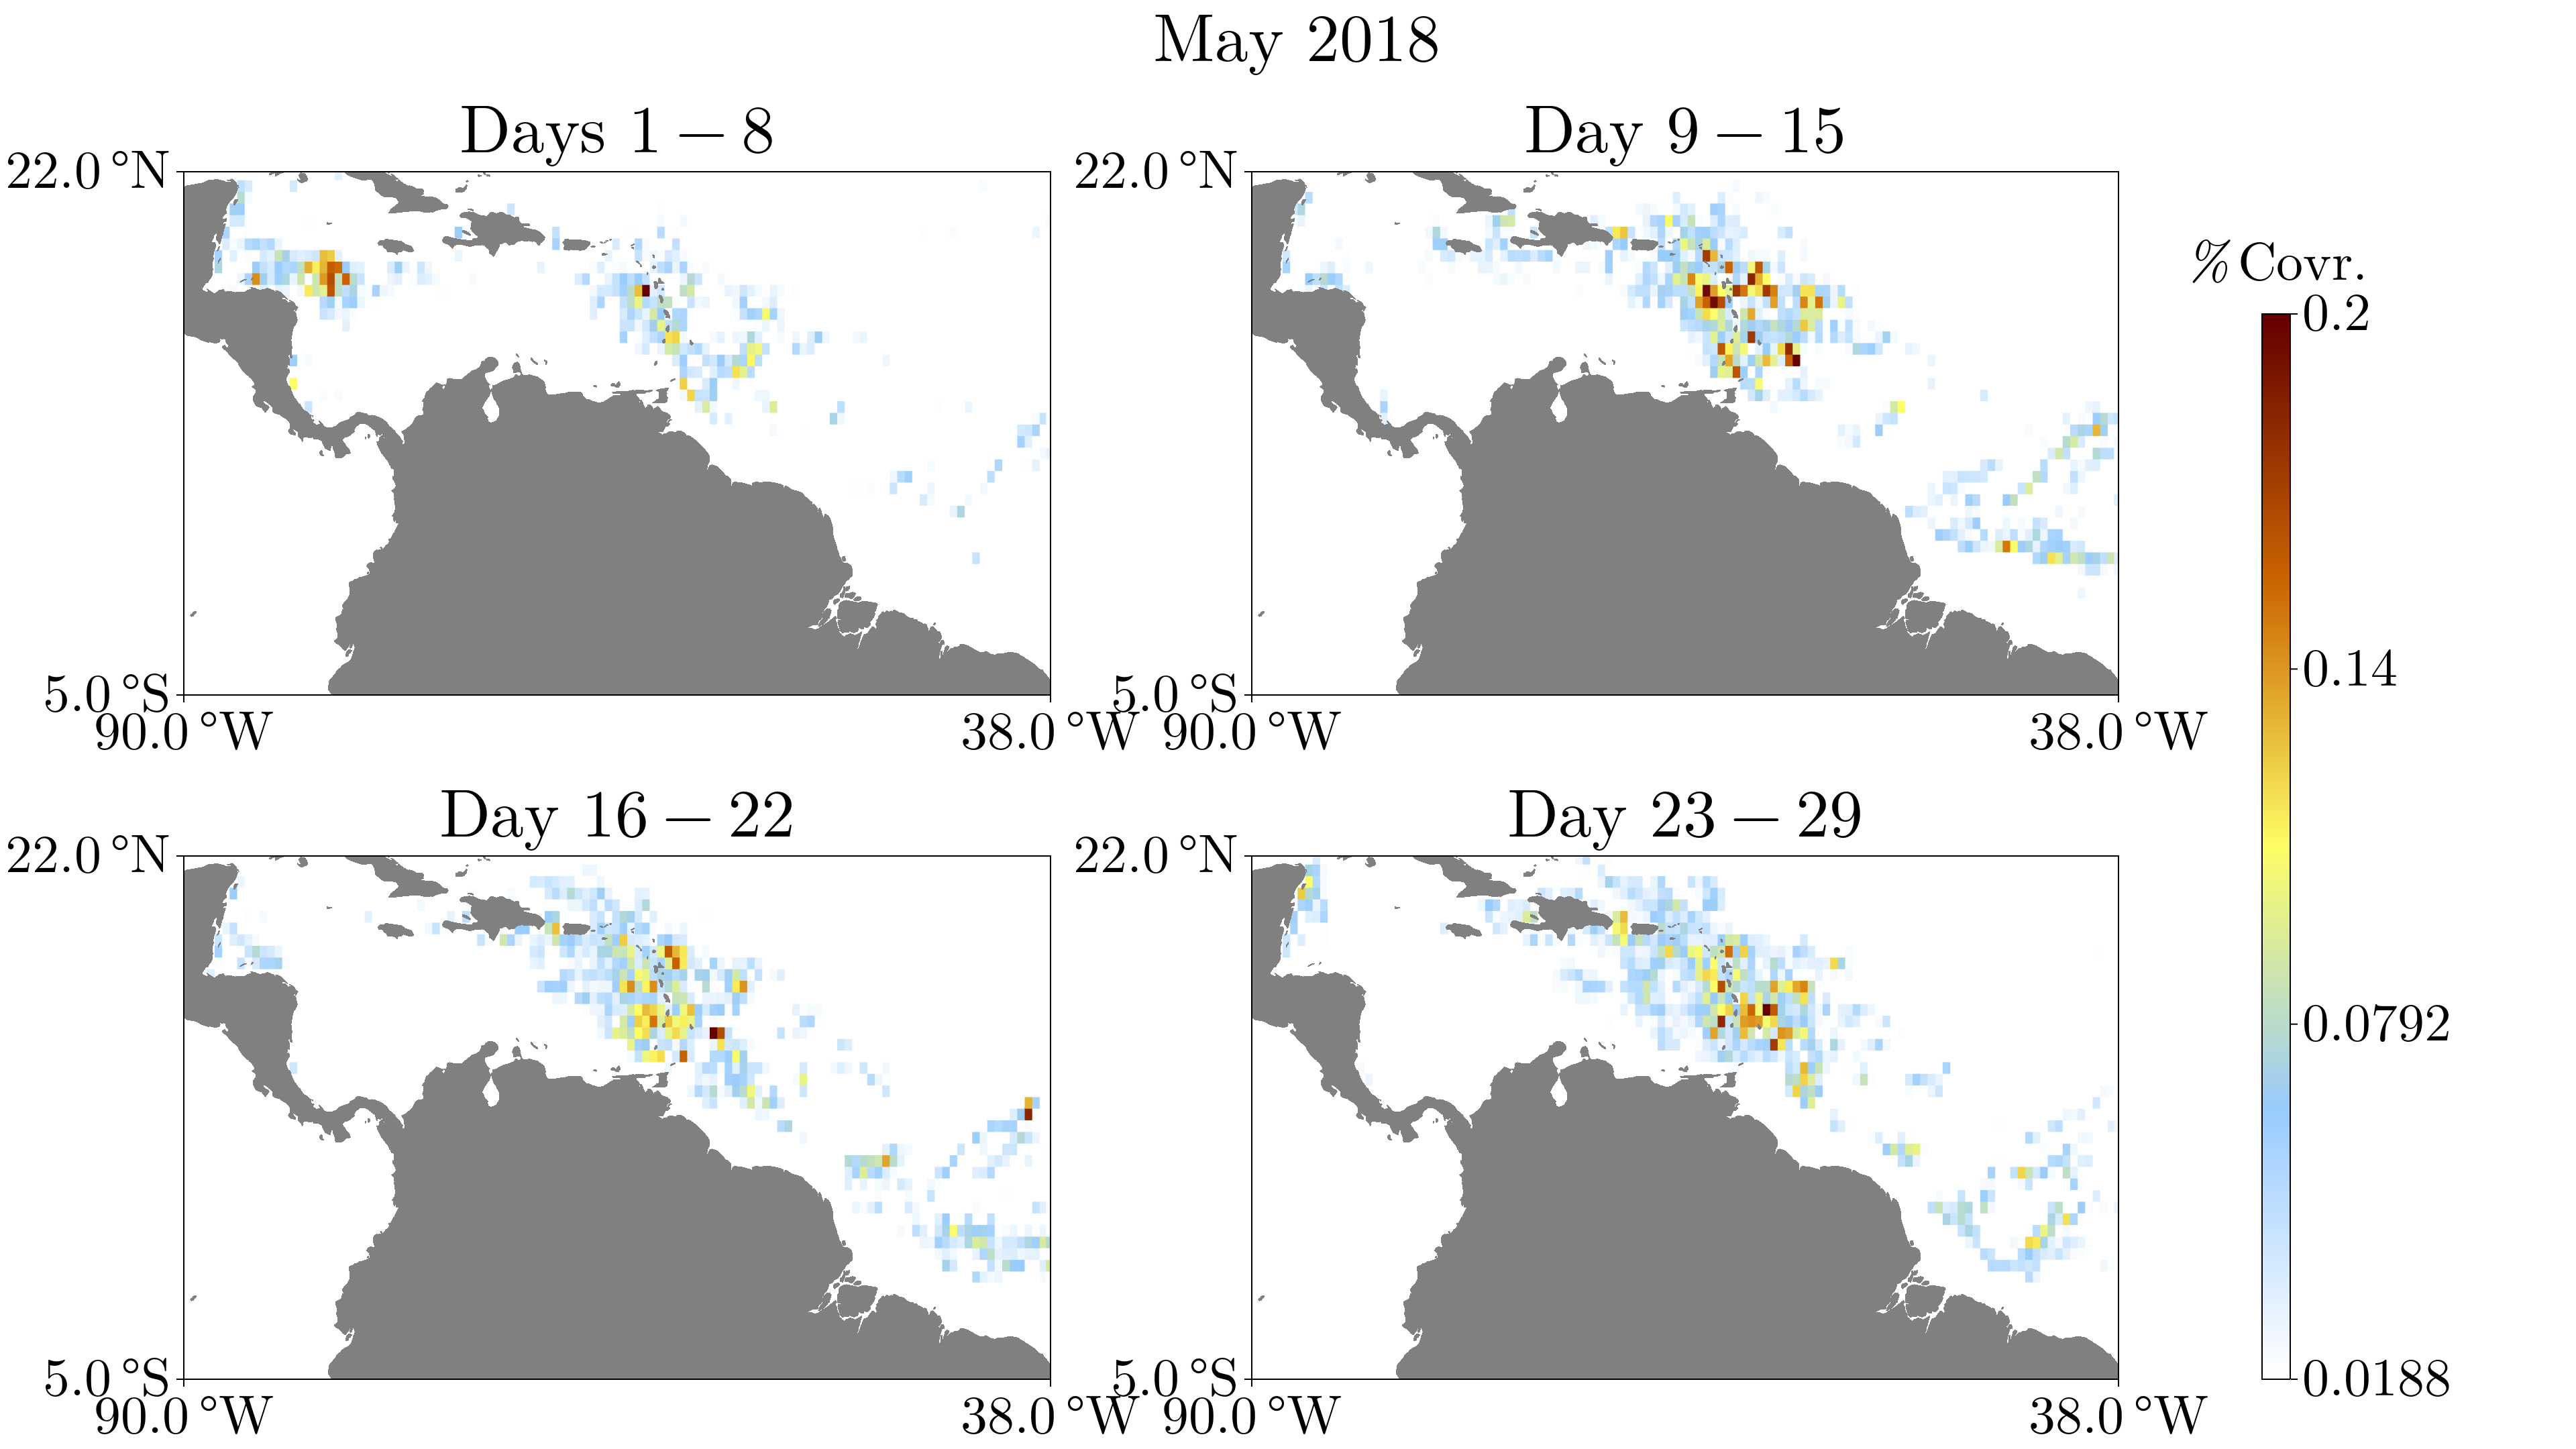 May 2018
Days 1 – 8
Day 9 – 15
22.0 °N
22.0 °N
% Covr.
0.2
0.14
0.0792
0.0188
5.0 °S
5.0 °S
90.0 °W
38.0 °W
90.0 °W
38.0 °W
Day 16 – 22
Day 23 – 29
22.0 °N
22.0 °N
5.0 °S
5.0 °S
90.0 °W
38.0 °W
90.0 °W
38.0 °W